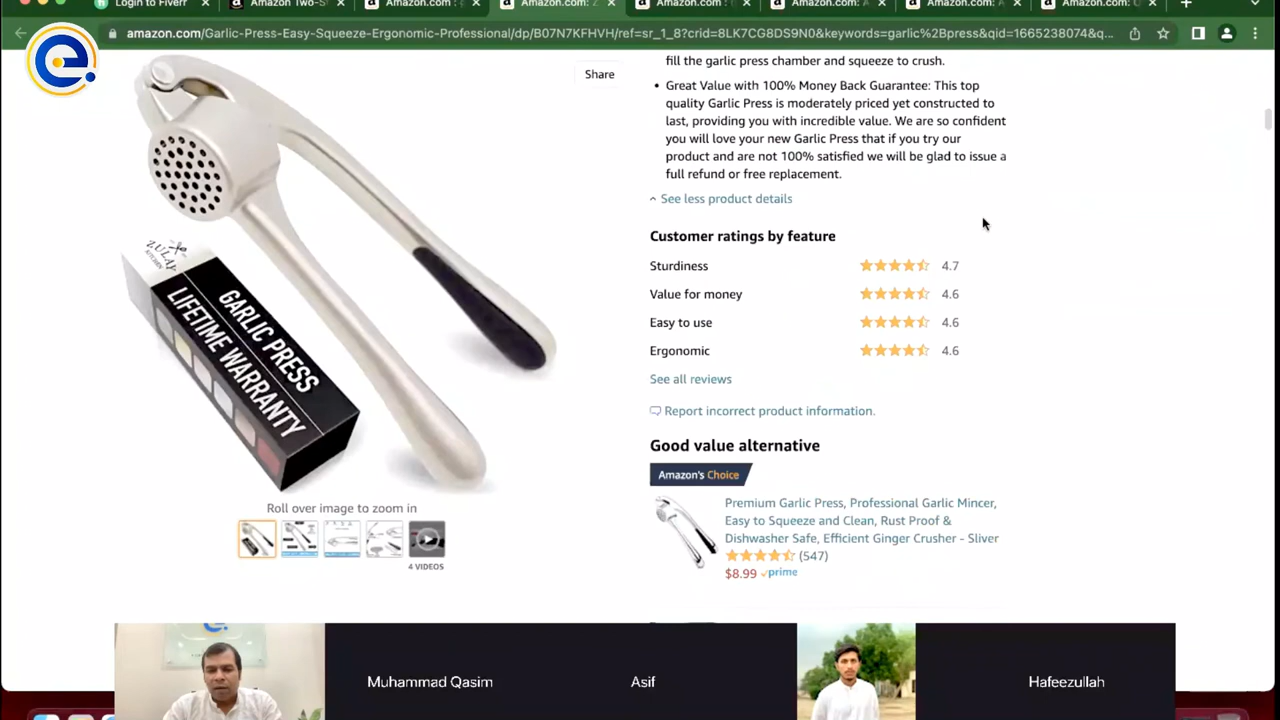 Login to Fiverr
Amazon Two-S
Amazon.com :
Amazon.com: Z
Amazon.com :
Amazon.com: A
Amazon.com: A
Amazon.com:
amazon.com/Garlic-Press-Easy-Squeeze-Ergonomic-Professional/dp/B07N7KFHVH/ref=sr_1_8?crid=8LK7CG8DS9N0&keywords=garlic%2Bpress&qid=1665238074&q...
e
Share
fill the garlic press chamber and squeeze to crush.
• Great Value with 100% Money Back Guarantee: This top
quality Garlic Press is moderately priced yet constructed to
last, providing you with incredible value. We are so confident
you will love your new Garlic Press that if you try our
product and are not 100% satisfied we will be glad to issue a
full refund or free replacement.
See less product details
Customer ratings by feature
Sturdiness 4.7
Value for money 4.6
Easy to use 4.6
Ergonomic 4.6
See all reviews
Report incorrect product information.
Good value alternative
Amazon's Choice
Premium Garlic Press, Professional Garlic Mincer,
Easy to Squeeze and Clean, Rust Proof &
Dishwasher Safe, Efficient Ginger Crusher - Sliver
(547)
$8.99 prime
ZULAY
KITCHEN
GARLIC PRESS
LIFETIME WARRANTY
Roll over image to zoom in
4 VIDEOS
Muhammad Qasim
Asif
Hafeezullah